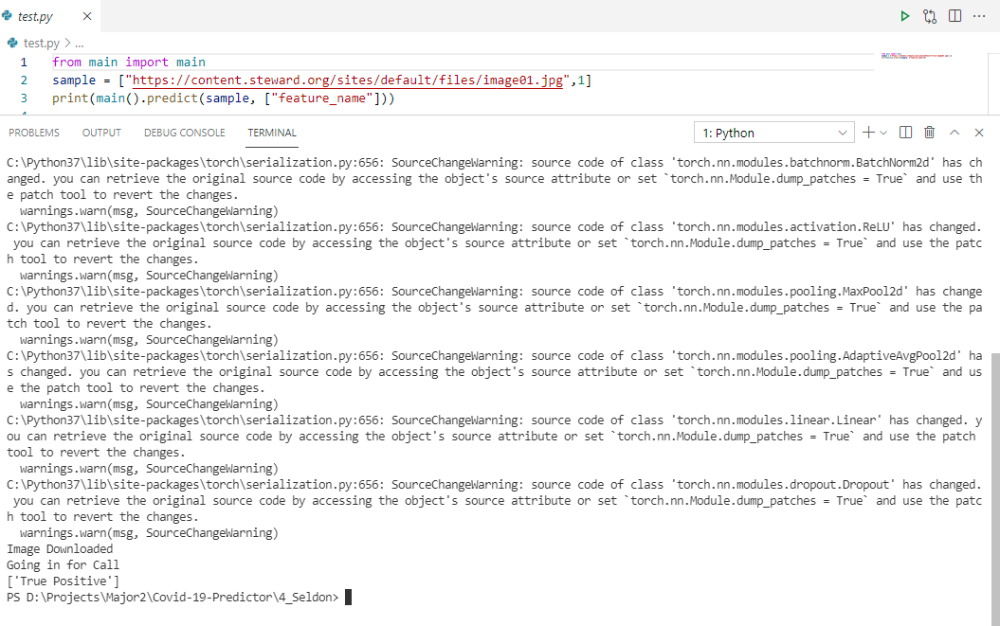 test.py
test.py > ...
1 from main import main
2 sample = ["https://content.steward.org/sites/default/files/image01.jpg",1]
3 print(main().predict(sample, ["feature_name"]))
PROBLEMS OUTPUT DEBUG CONSOLE TERMINAL 1: Python
C:\Python37\lib\site-packages\torch\serialization.py:656: SourceChangeWarning: source code of class 'torch.nn.modules.batchnorm.BatchNorm2d' has ch
anged. you can retrieve the original source code by accessing the object's source attribute or set `torch.nn.Module.dump_patches = True` and use th
e patch tool to revert the changes.
  warnings.warn(msg, SourceChangeWarning)
C:\Python37\lib\site-packages\torch\serialization.py:656: SourceChangeWarning: source code of class 'torch.nn.modules.activation.ReLU' has changed.
 you can retrieve the original source code by accessing the object's source attribute or set `torch.nn.Module.dump_patches = True` and use the patc
h tool to revert the changes.
  warnings.warn(msg, SourceChangeWarning)
C:\Python37\lib\site-packages\torch\serialization.py:656: SourceChangeWarning: source code of class 'torch.nn.modules.pooling.MaxPool2d' has change
d. you can retrieve the original source code by accessing the object's source attribute or set `torch.nn.Module.dump_patches = True` and use the pa
tch tool to revert the changes.
  warnings.warn(msg, SourceChangeWarning)
C:\Python37\lib\site-packages\torch\serialization.py:656: SourceChangeWarning: source code of class 'torch.nn.modules.pooling.AdaptiveAvgPool2d' ha
s changed. you can retrieve the original source code by accessing the object's source attribute or set `torch.nn.Module.dump_patches = True` and us
e the patch tool to revert the changes.
  warnings.warn(msg, SourceChangeWarning)
C:\Python37\lib\site-packages\torch\serialization.py:656: SourceChangeWarning: source code of class 'torch.nn.modules.linear.Linear' has changed. y
ou can retrieve the original source code by accessing the object's source attribute or set `torch.nn.Module.dump_patches = True` and use the patch 
tool to revert the changes.
  warnings.warn(msg, SourceChangeWarning)
C:\Python37\lib\site-packages\torch\serialization.py:656: SourceChangeWarning: source code of class 'torch.nn.modules.dropout.Dropout' has changed.
 you can retrieve the original source code by accessing the object's source attribute or set `torch.nn.Module.dump_patches = True` and use the patc
h tool to revert the changes.
  warnings.warn(msg, SourceChangeWarning)
Image Downloaded
Going in for Call
['True Positive']
PS D:\Projects\Major2\Covid-19-Predictor\4_Seldon>